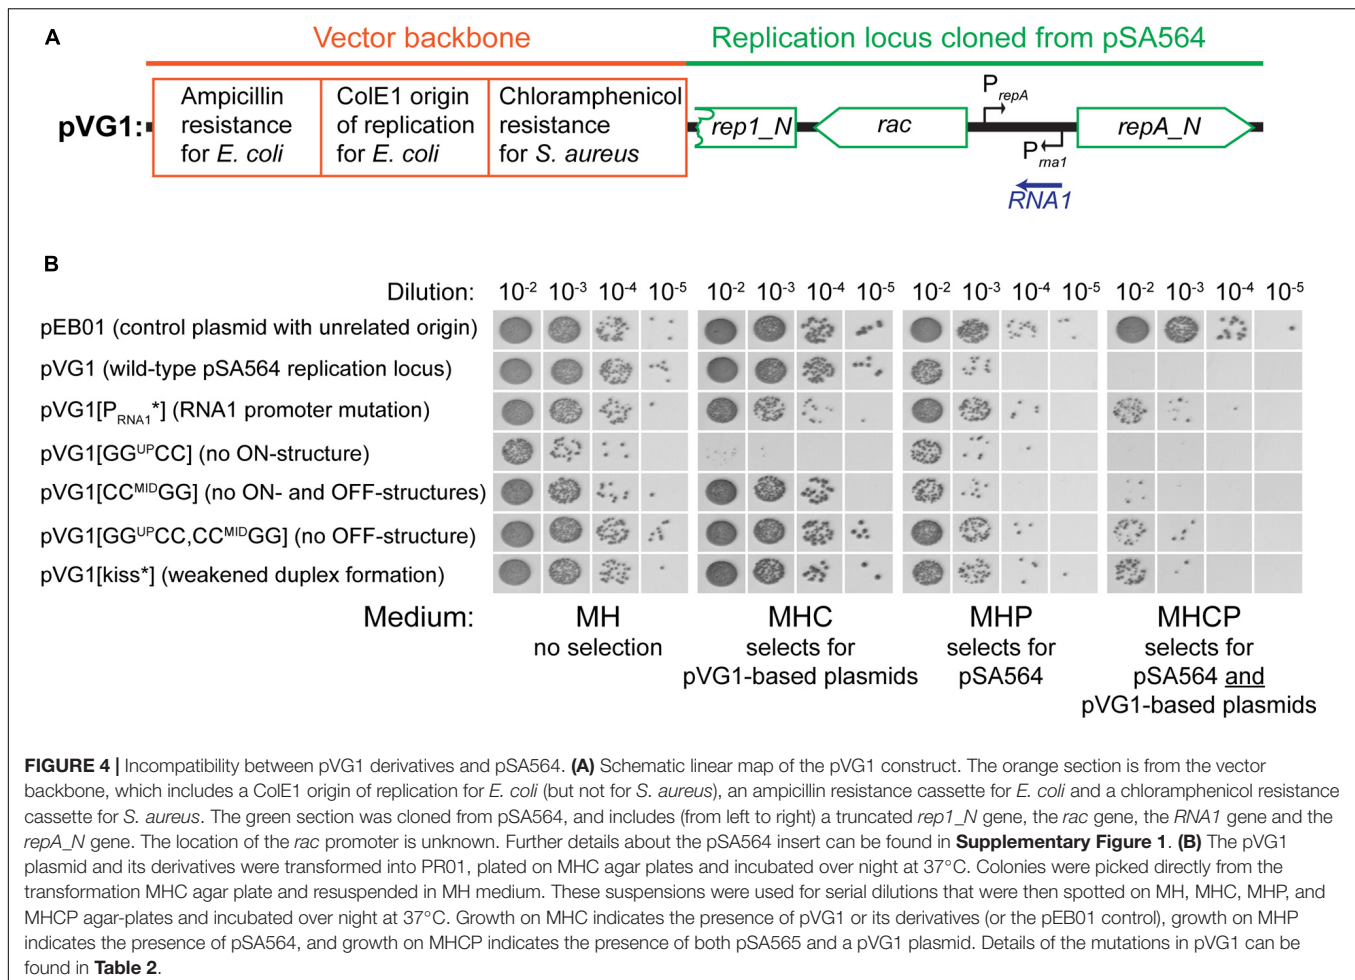 A
Vector backbone
Replication locus cloned from pSA564
pVG1:
Ampicillin
resistance
for E. coli
ColE1 origin
of replication
for E. coli
Chloramphenicol
resistance
for S. aureus
rep1_N
rac
P repA
P rna1
repA_N
RNA1
B
Dilution: 10-2 10-3 10-4 10-5 10-2 10-3 10-4 10-5 10-2 10-3 10-4 10-5 10-2 10-3 10-4 10-5
pEB01 (control plasmid with unrelated origin)
pVG1 (wild-type pSA564 replication locus)
pVG1[PRNA1*] (RNA1 promoter mutation)
pVG1[GGUPCC] (no ON-structure)
pVG1[CCMIDGG] (no ON- and OFF-structures)
pVG1[GGUPCC,CCMIDGG] (no OFF-structure)
pVG1[kiss*] (weakened duplex formation)
Medium:
MH
no selection
MHC
selects for
pVG1-based plasmids
MHP
selects for
pSA564
MHCP
selects for
pSA564 and
pVG1-based plasmids
FIGURE 4 | Incompatibility between pVG1 derivatives and pSA564. (A) Schematic linear map of the pVG1 construct. The orange section is from the vector
backbone, which includes a ColE1 origin of replication for E. coli (but not for S. aureus), an ampicillin resistance cassette for E. coli and a chloramphenicol resistance
cassette for S. aureus. The green section was cloned from pSA564, and includes (from left to right) a truncated rep1_N gene, the rac gene, the RNA1 gene and the
repA_N gene. The location of the rac promoter is unknown. Further details about the pSA564 insert can be found in Supplementary Figure 1. (B) The pVG1
plasmid and its derivatives were transformed into PR01, plated on MHC agar plates and incubated over night at 37°C. Colonies were picked directly from the
transformation MHC agar plate and resuspended in MH medium. These suspensions were used for serial dilutions that were then spotted on MH, MHC, MHP, and
MHCP agar-plates and incubated over night at 37°C. Growth on MHC indicates the presence of pVG1 or its derivatives (or the pEB01 control), growth on MHP
indicates the presence of pSA564, and growth on MHCP indicates the presence of both pSA565 and a pVG1 plasmid. Details of the mutations in pVG1 can be
found in Table 2.